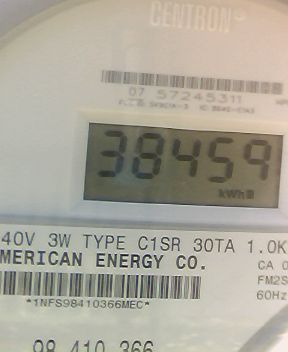 CENTRON®
07 57245311
38459
kWh
40V 3W TYPE C1SR 30TA 1.0K
MERICAN ENERGY CO.
CA 0
FM2S
60Hz
*1NFS98410366MEC*
98 410 366